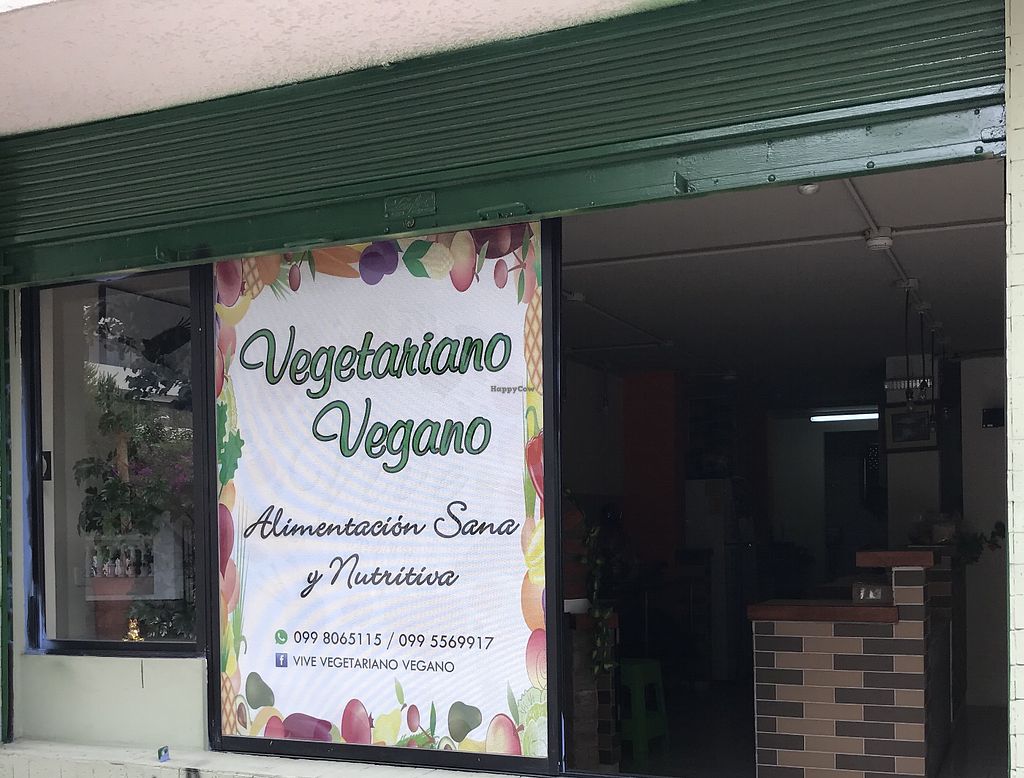 Vegetariano
HappyCow
Vegano
Alimentación Sana
y Nutritiva
099 8065115 / 099 5569917
VIVE VEGETARIANO VEGANO